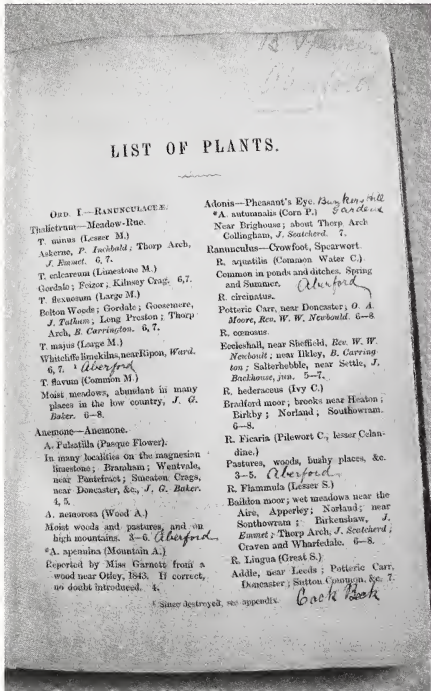 LIST OF PLANTS.
ORD. I.—RANUNCULACEÆ.
Thalictrum—Meadow-Rue.
T. minus (Lesser M.)
Askerne, P. Inchbald; Thorp Arch,
J. Emmet. 6, 7.
T. calcareum (Limestone M.)
Gordale; Feizor; Kilnsey Crag. 6,7.
T. flexuosum (Large M.)
Bolton Woods; Gordale; Goosemere,
J. Tatham; Long Preston; Thorp
Arch, B. Carrington. 6, 7.
T. majus (Large M.)
Whitcliffe Smelkins, near Ripon, Ward.
6, 7. Aberford
T. flavum (Common M.)
Moist meadows, abundant in many
places in the low country, J. G.
Baker. 6—8.
Anemone—Anemone.
A. Pulsatilla (Pasque Flower).
In many localities on the magnesian
limestone; Bramham; Wentvale,
near Pontefract; Smeaton Crags,
near Doncaster, &c., J. G. Baker.
4, 5.
A. nemorosa (Wood A.)
Moist woods and pastures, and on
high mountains. 3—6. Aberford
*A. apennina (Mountain A.)
Reported by Miss Garnett from a
wood near Otley, 1843. If correct,
no doubt introduced. 4.
Adonis—Pheasant's Eye. Bunkers Hill
*A. autumnalis (Corn P.) Gardens
Near Brighouse; about Thorp Arch
Collingham, J. Scatcherd. 7.
Ranunculus—Crowfoot, Spearwort.
R. aquatilis (Common Water C.)
Common in ponds and ditches. Spring
and Summer. Aberford
R. circinatus.
Potteric Carr, near Doncaster; O. A.
Moore, Rev. W. W. Newbould. 6—8.
R. cœnosus.
Eccleshall, near Sheffield, Rev. W. W.
Newboult; near Ilkley, B. Carring
ton; Salterhebble, near Settle, J.
Backhouse, jun. 5—7.
R. hederaceus (Ivy C.)
Bradford moor; brooks near Heaton;
Birkby; Norland; Southowram.
6—8.
R. Ficaria (Pilewort C., lesser Celan-
dine.)
Pastures, woods, bushy places, &c.
3—5. Aberford
R. Flammula (Lesser S.)
Baildon moor; wet meadows near the
Aire, Apperley; Norland; near
Southowram; Birkenshaw, J.
Emmet; Thorp Arch, J. Scatcherd;
Craven and Wharfedale. 6—8.
R. Lingua (Great S.)
Addle, near Leeds; Potteric Carr,
Doncaster; Sutton Common, &c. 7.
Cock Beck
Since destroyed, see appendix.